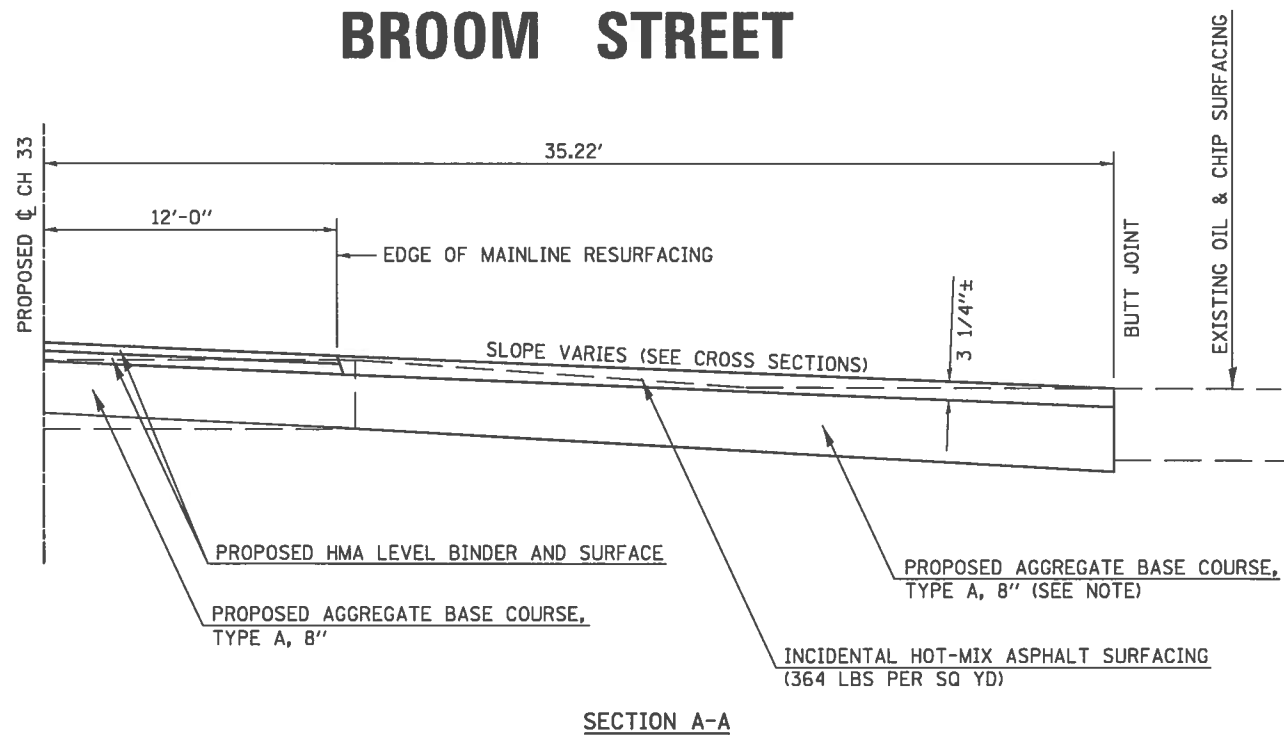 BROOM STREET
PROPOSED ℄ CH 33
35.22'
12'-0"
EDGE OF MAINLINE RESURFACING
SLOPE VARIES (SEE CROSS SECTIONS)
3 1/4"±
BUTT JOINT
EXISTING OIL & CHIP SURFACING
PROPOSED HMA LEVEL BINDER AND SURFACE
PROPOSED AGGREGATE BASE COURSE,
TYPE A, 8"
PROPOSED AGGREGATE BASE COURSE,
TYPE A, 8" (SEE NOTE)
INCIDENTAL HOT-MIX ASPHALT SURFACING
(364 LBS PER SQ YD)
SECTION A-A